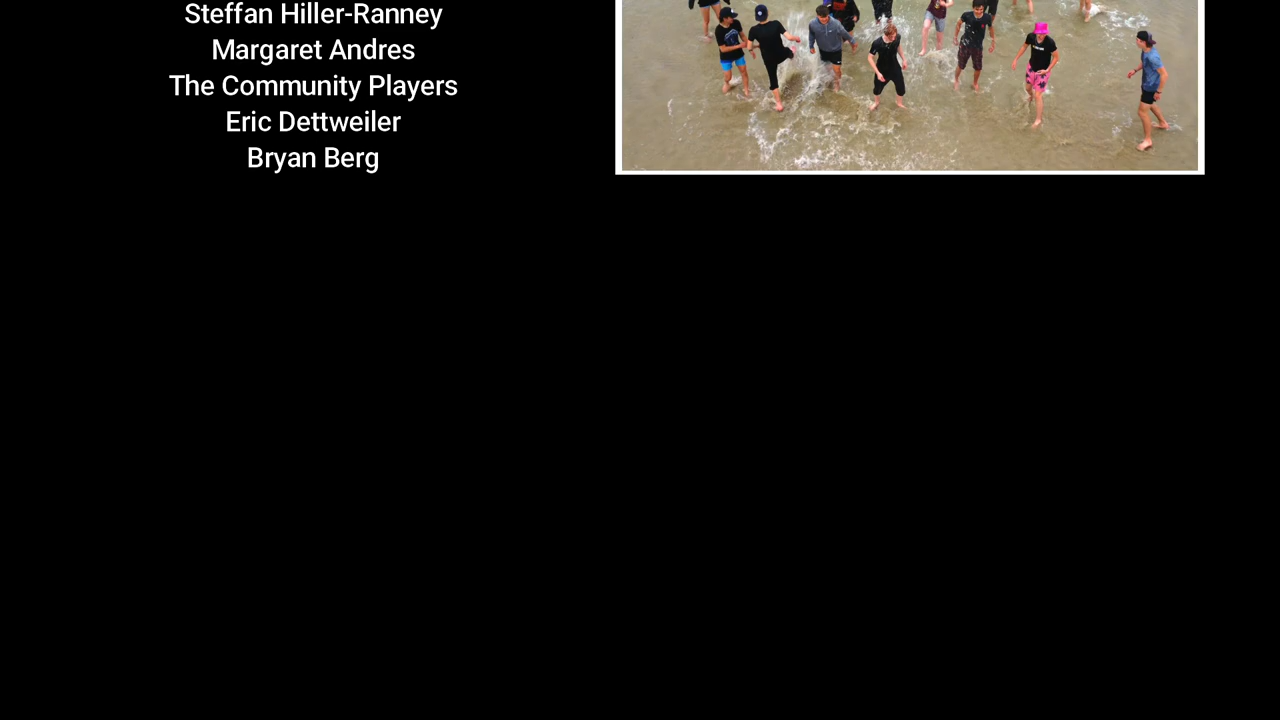 Steffan Hiller-Ranney
Margaret Andres
The Community Players
Eric Dettweiler
Bryan Berg